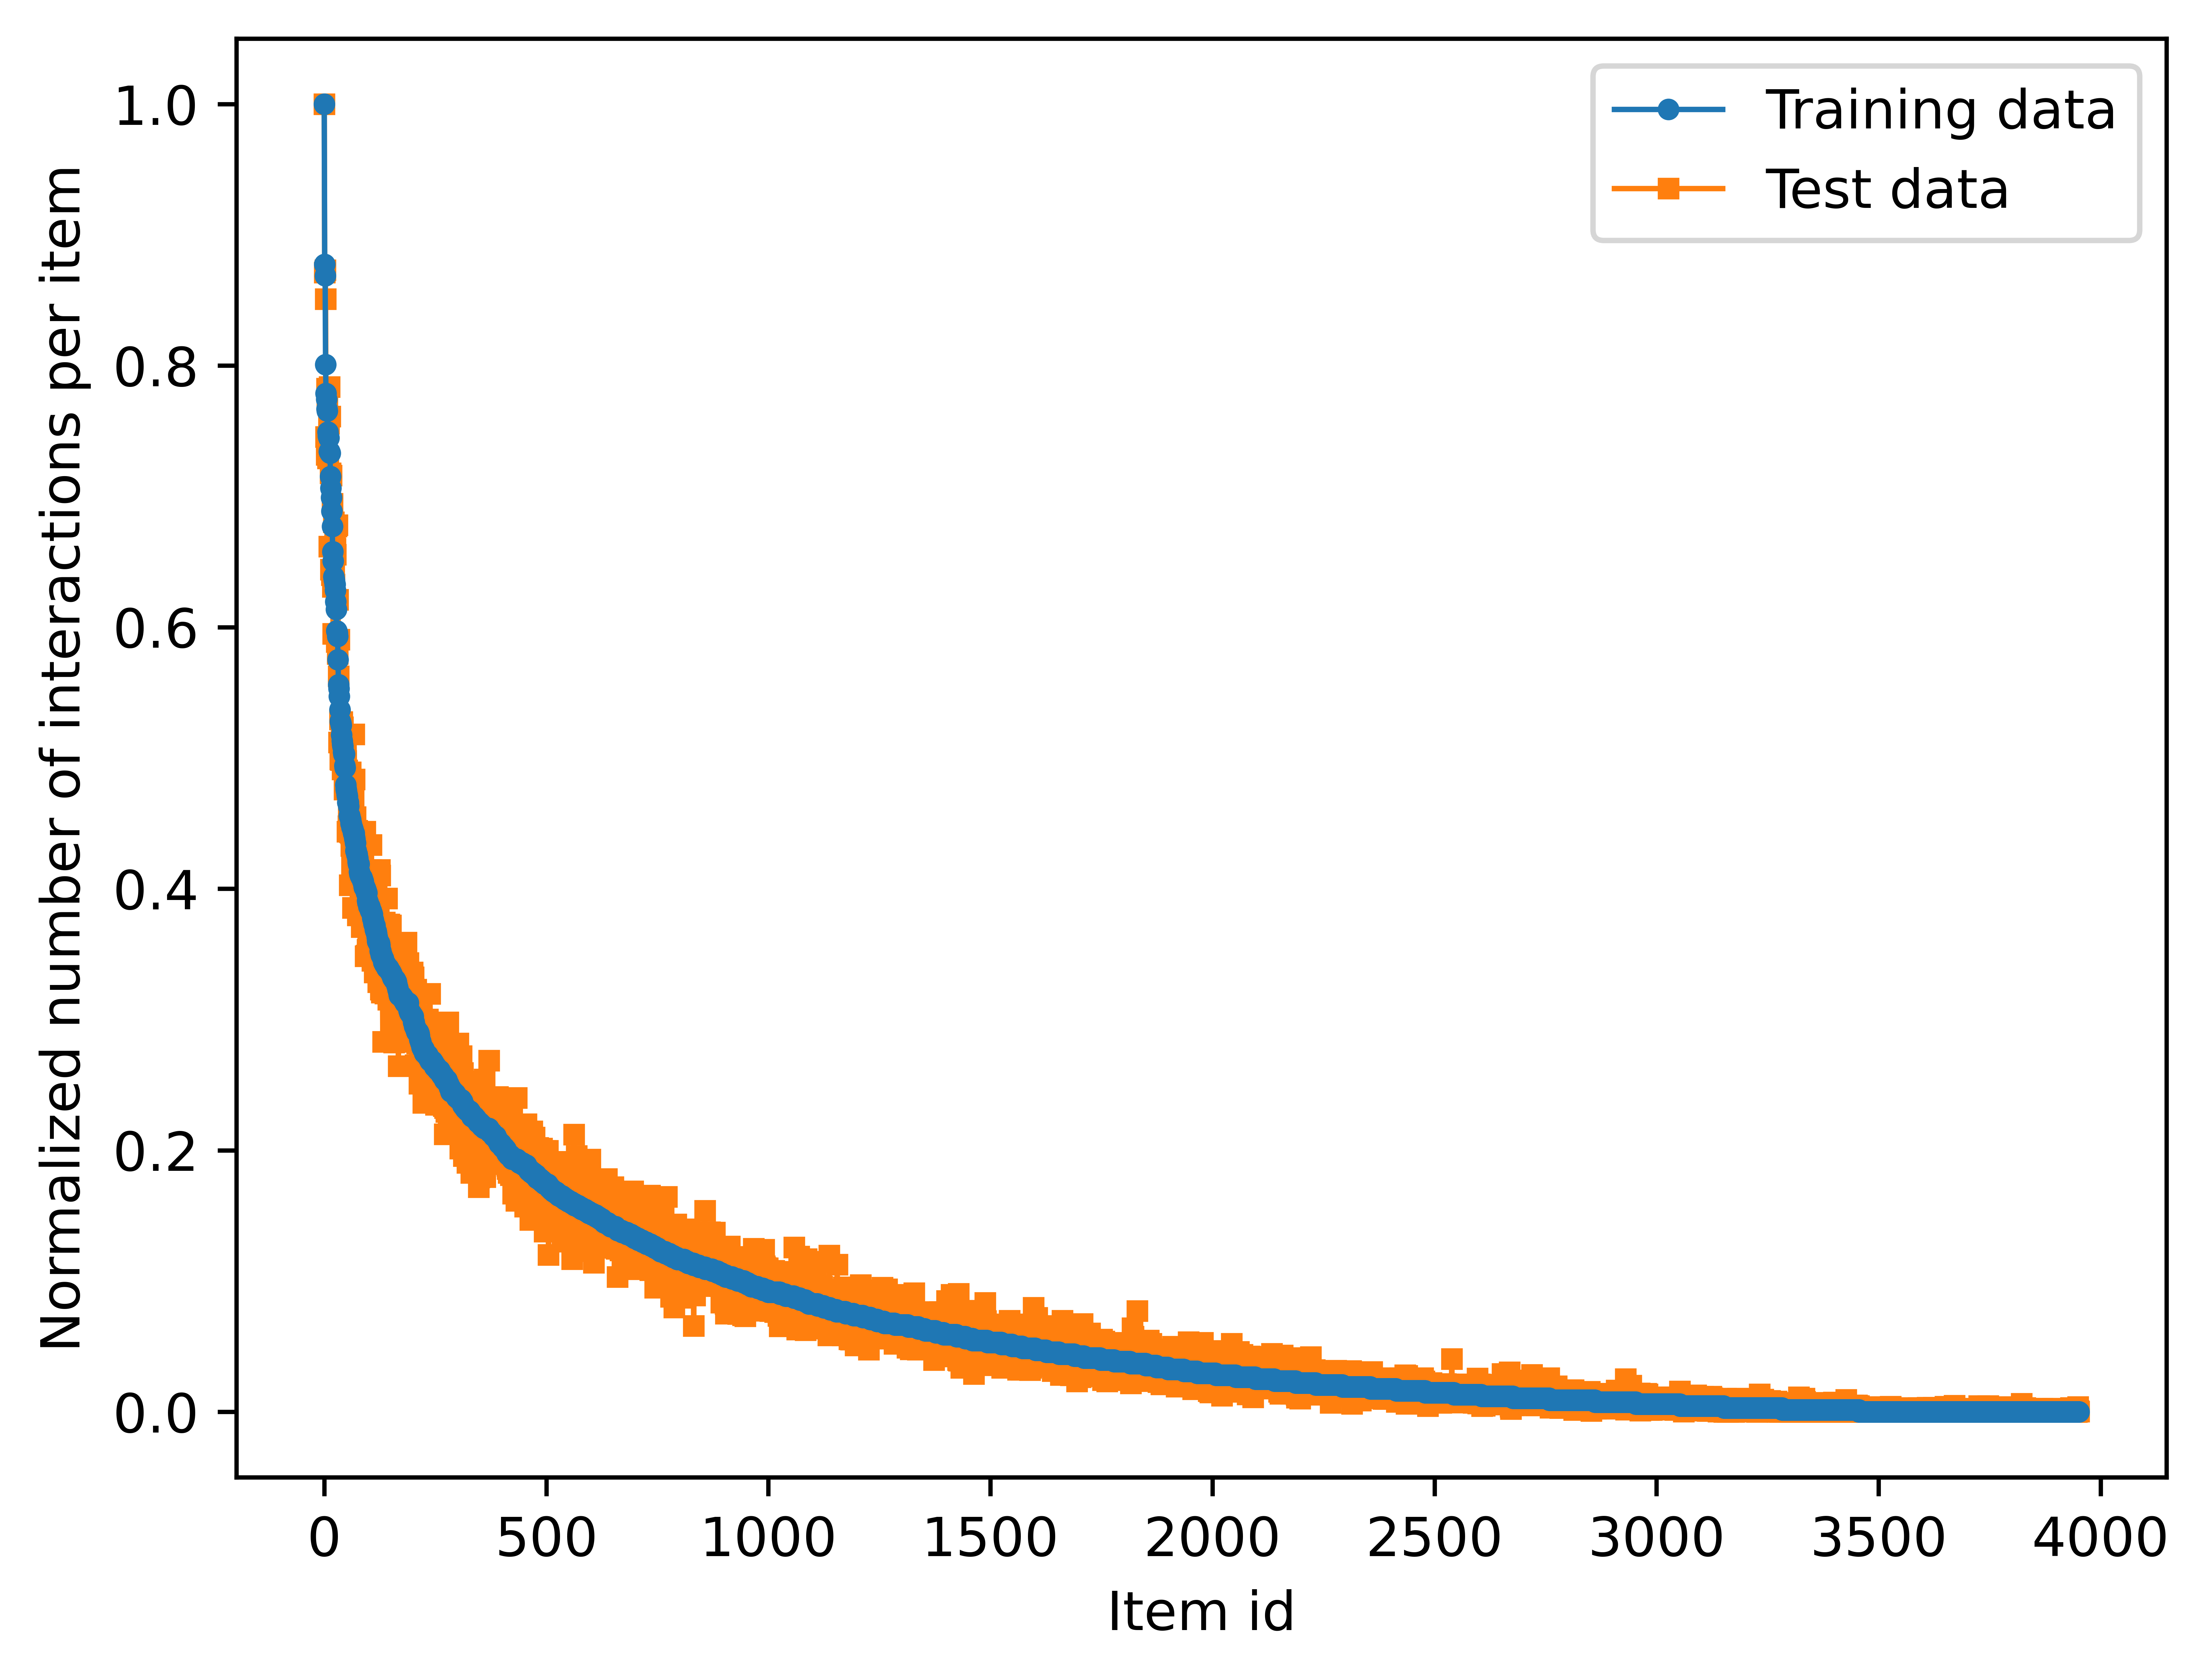 Training data
Test data
1.0
0.8
0.6
0.4
0.2
0.0
Normalized number of interactions per item
0 500 1000 1500 2000 2500 3000 3500 4000
Item id